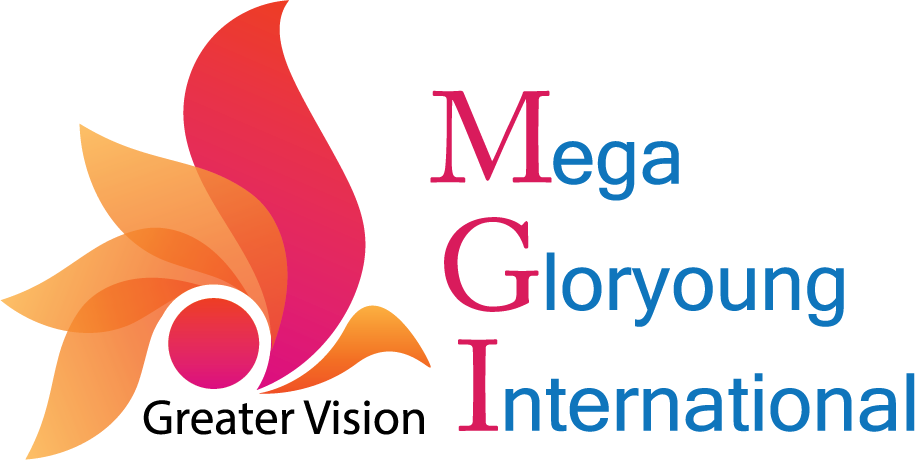 Mega
Gloryoung
International
Greater Vision